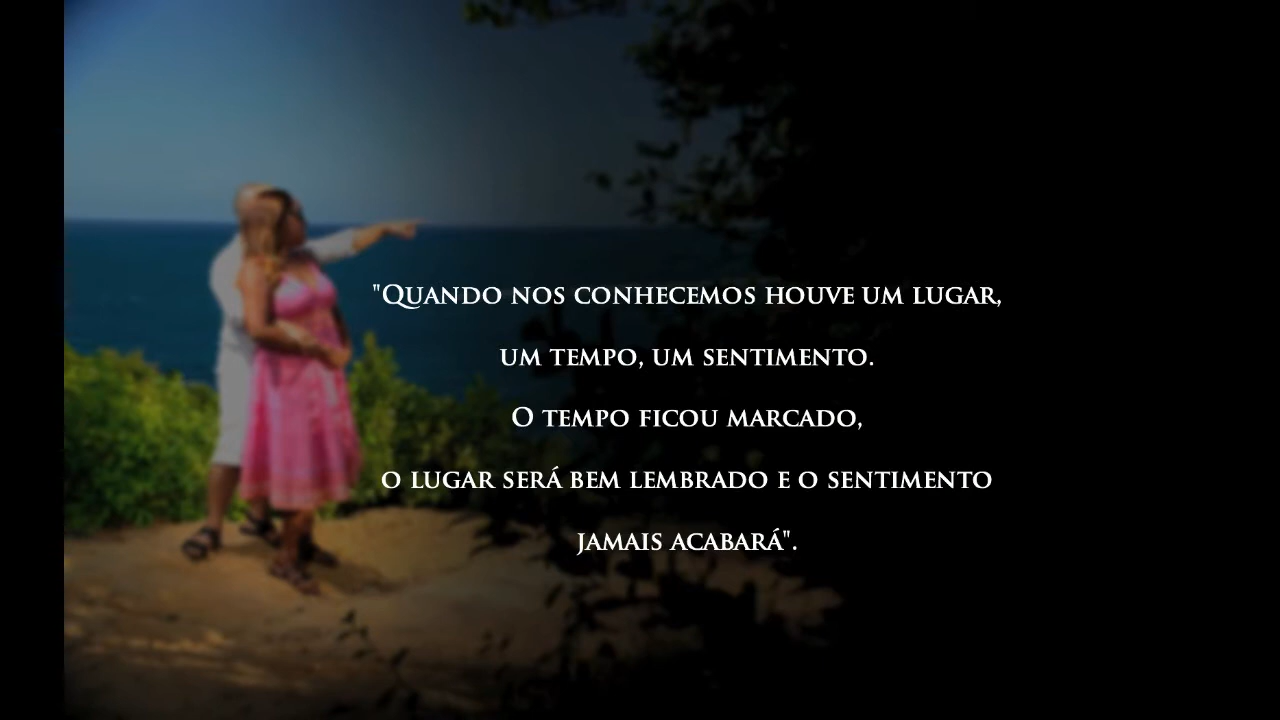 "Quando nos conhecemos houve um lugar,
um tempo, um sentimento.
O tempo ficou marcado,
o lugar será bem lembrado e o sentimento
jamais acabará".